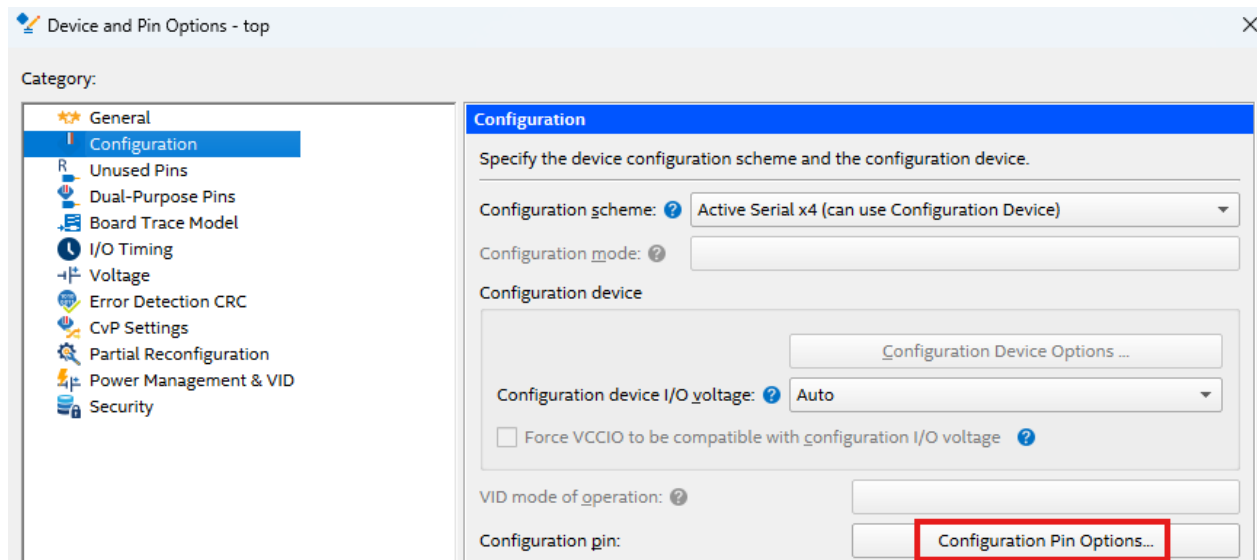 Device and Pin Options - top
Category:
General
Configuration
R
Unused Pins
Dual-Purpose Pins
Board Trace Model
I/O Timing
Voltage
Error Detection CRC
CvP Settings
Partial Reconfiguration
Power Management & VID
Security
Configuration
Specify the device configuration scheme and the configuration device.
Configuration scheme: ? Active Serial x4 (can use Configuration Device)
Configuration mode: ?
Configuration device
Configuration Device Options ...
Configuration device I/O voltage: ? Auto
Force VCCIO to be compatible with configuration I/O voltage ?
VID mode of operation: ?
Configuration pin: Configuration Pin Options...